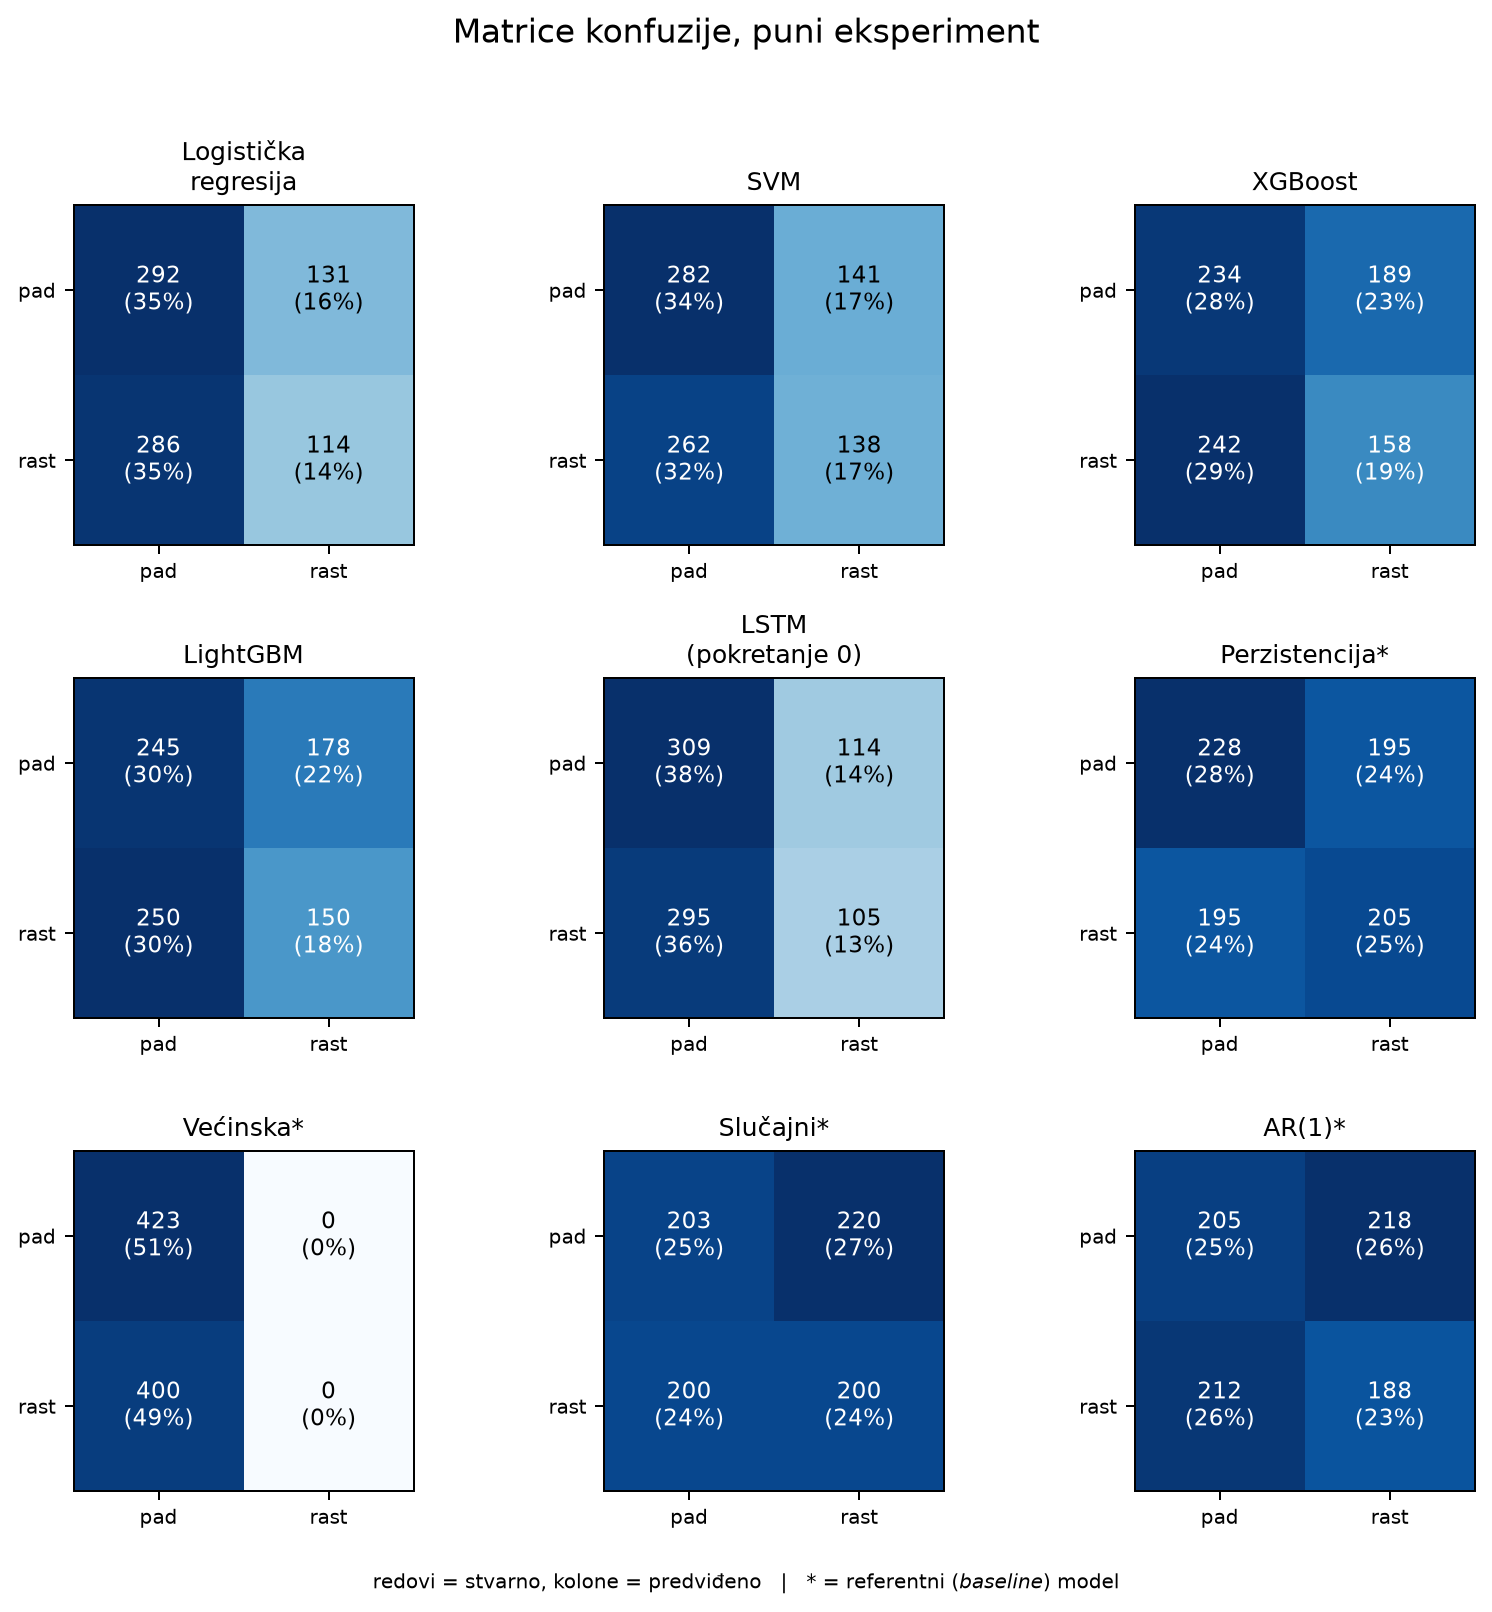 Matrice konfuzije, puni eksperiment
Logistička
regresija
pad
292
(35%)
131
(16%)
rast
286
(35%)
114
(14%)
pad
rast
SVM
pad
282
(34%)
141
(17%)
rast
262
(32%)
138
(17%)
pad
rast
XGBoost
pad
234
(28%)
189
(23%)
rast
242
(29%)
158
(19%)
pad
rast
LightGBM
pad
245
(30%)
178
(22%)
rast
250
(30%)
150
(18%)
pad
rast
LSTM
(pokretanje 0)
pad
309
(38%)
114
(14%)
rast
295
(36%)
105
(13%)
pad
rast
Perzistencija*
pad
228
(28%)
195
(24%)
rast
195
(24%)
205
(25%)
pad
rast
Većinska*
pad
423
(51%)
0
(0%)
rast
400
(49%)
0
(0%)
pad
rast
Slučajni*
pad
203
(25%)
220
(27%)
rast
200
(24%)
200
(24%)
pad
rast
AR(1)*
pad
205
(25%)
218
(26%)
rast
212
(26%)
188
(23%)
pad
rast
redovi = stvarno, kolone = predviđeno | * = referentni (baseline) model